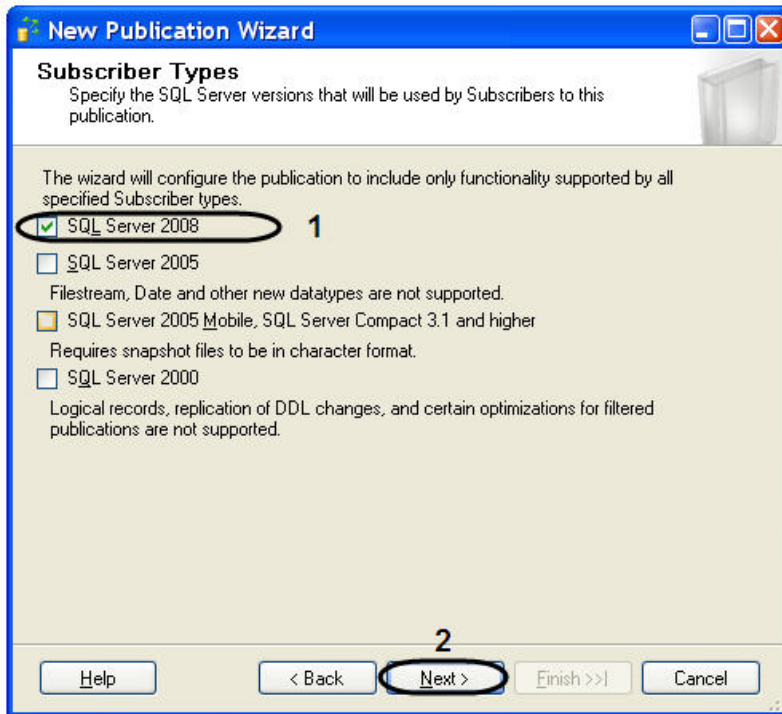 New Publication Wizard
Subscriber Types
Specify the SQL Server versions that will be used by Subscribers to this
publication.
The wizard will configure the publication to include only functionality supported by all
specified Subscriber types.
SQL Server 2008 1
SQL Server 2005
Filestream, Date and other new datatypes are not supported.
SQL Server 2005 Mobile, SQL Server Compact 3.1 and higher
Requires snapshot files to be in character format.
SQL Server 2000
Logical records, replication of DDL changes, and certain optimizations for filtered
publications are not supported.
2
Help < Back Next > Finish >>| Cancel